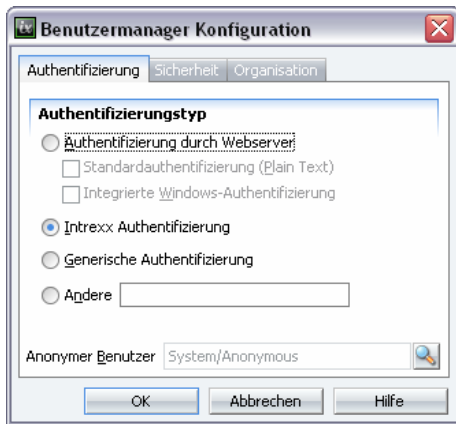 Benutzermanager Konfiguration
Authentifizierung Sicherheit Organisation
Authentifizierungstyp
Authentifizierung durch Webserver
Standardauthentifizierung (Plain Text)
Integrierte Windows-Authentifizierung
Intrexx Authentifizierung
Generische Authentifizierung
Andere
Anonymer Benutzer System/Anonymous
OK Abbrechen Hilfe